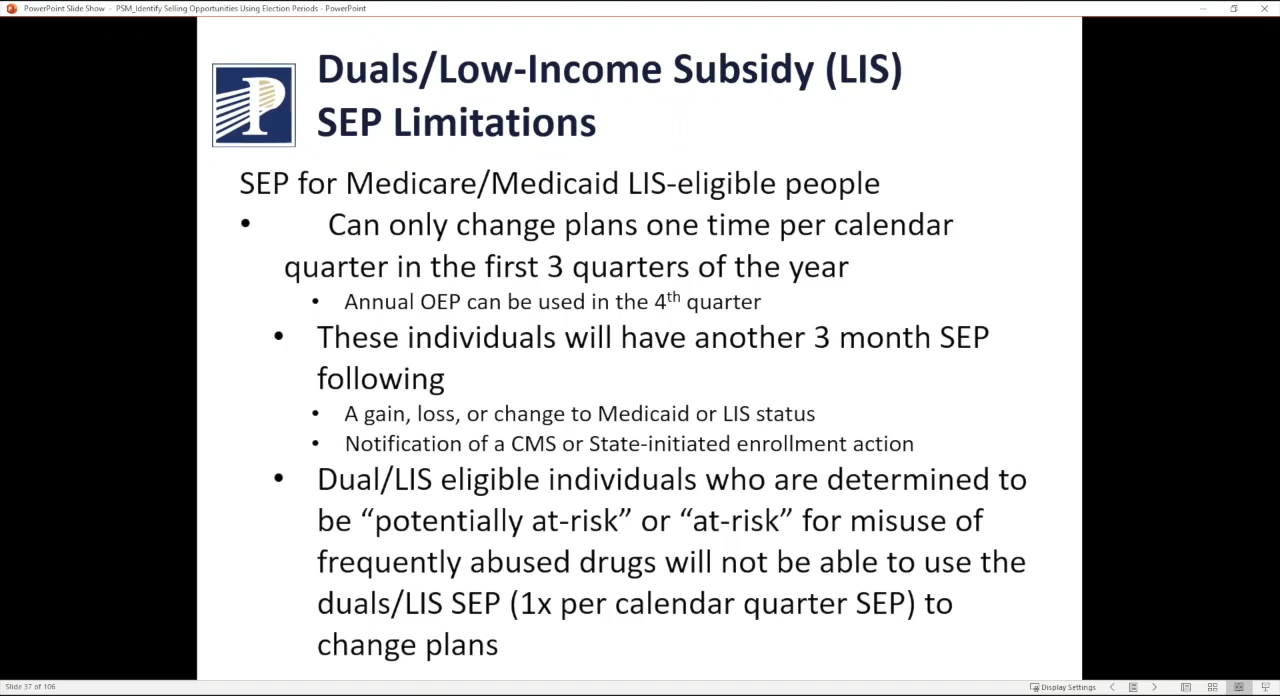 PowerPoint Slide Show - PSM_Identify Selling Opportunities Using Election Periods - PowerPoint
Duals/Low-Income Subsidy (LIS)
SEP Limitations
SEP for Medicare/Medicaid LIS-eligible people
• Can only change plans one time per calendar
quarter in the first 3 quarters of the year
• Annual OEP can be used in the 4th quarter
• These individuals will have another 3 month SEP
following
• A gain, loss, or change to Medicaid or LIS status
• Notification of a CMS or State-initiated enrollment action
• Dual/LIS eligible individuals who are determined to
be “potentially at-risk” or “at-risk” for misuse of
frequently abused drugs will not be able to use the
duals/LIS SEP (1x per calendar quarter SEP) to
change plans
Slide 37 of 106
Display Settings